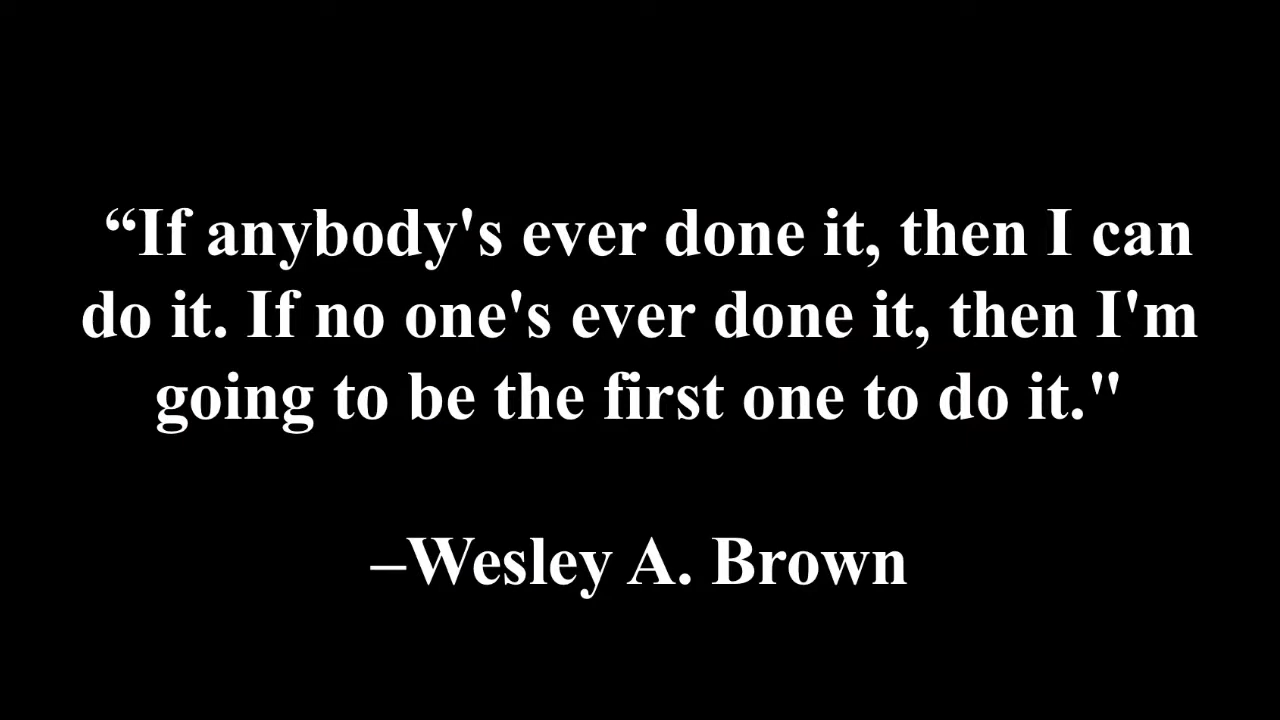 “If anybody's ever done it, then I can
do it. If no one's ever done it, then I'm
going to be the first one to do it."
–Wesley A. Brown